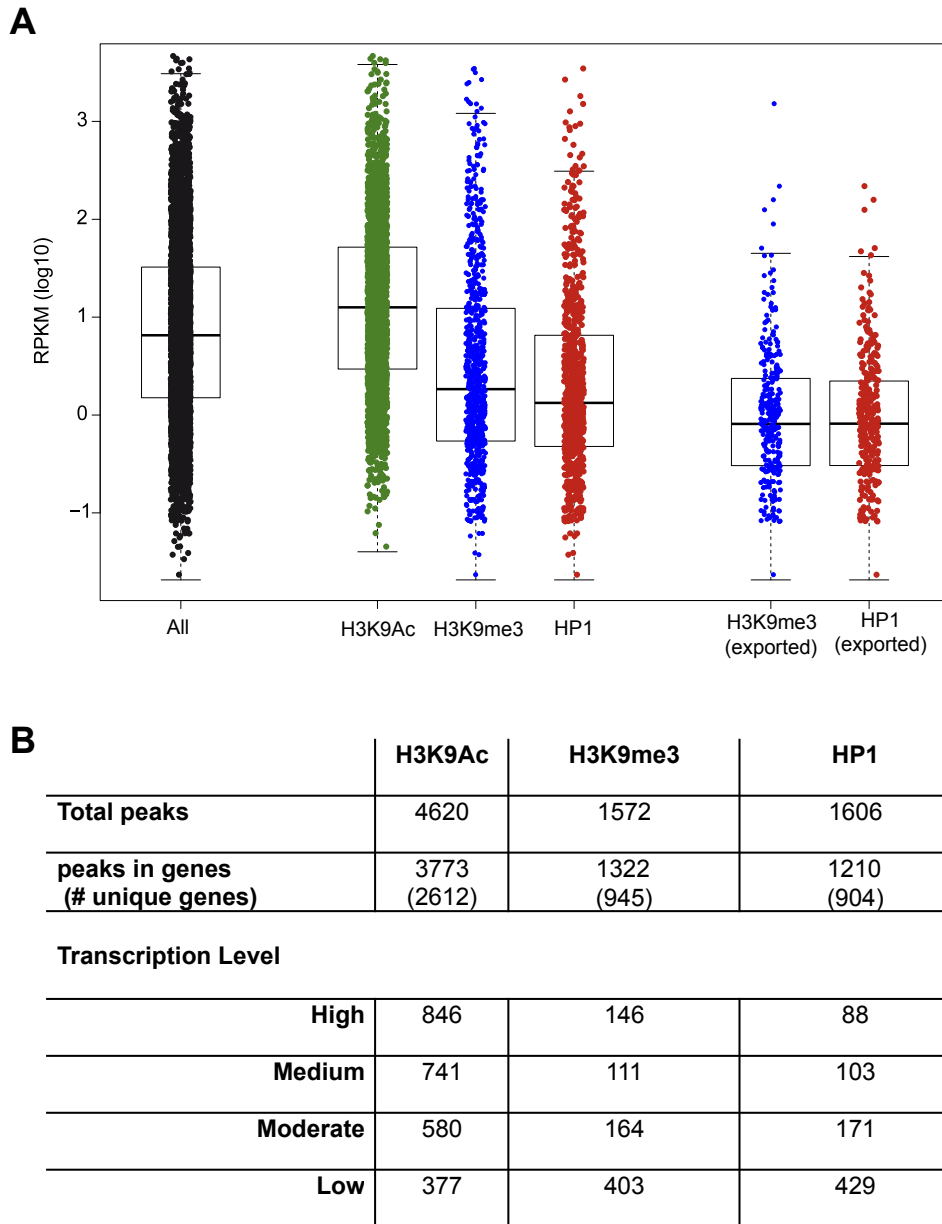 A
RPKM (log10)
3
2
1
0
−1
All
H3K9Ac
H3K9me3
HP1
H3K9me3
(exported)
HP1
(exported)
B
H3K9Ac H3K9me3 HP1
Total peaks 4620 1572 1606
peaks in genes 3773 1322 1210
(# unique genes) (2612) (945) (904)
Transcription Level
High 846 146 88
Medium 741 111 103
Moderate 580 164 171
Low 377 403 429